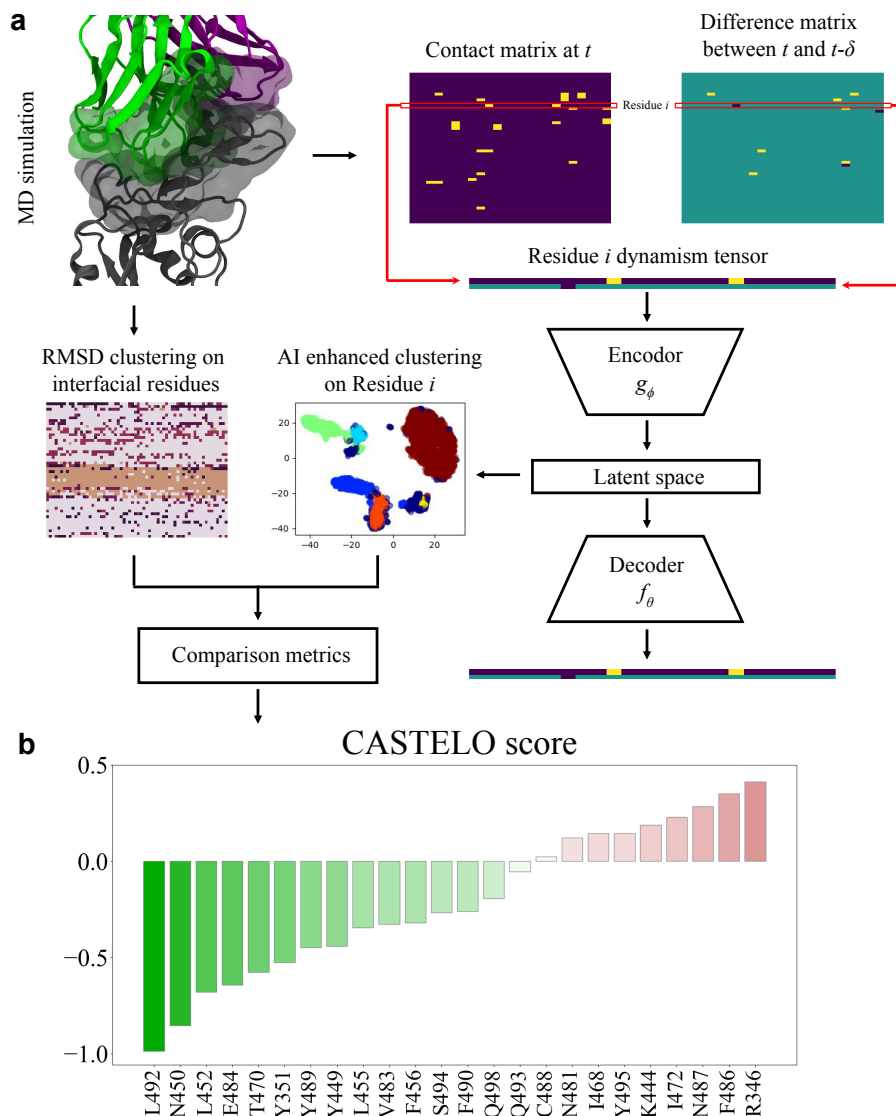 a
MD simulation
Contact matrix at t
Difference matrix
between t and t-δ
Residue i
Residue i dynamism tensor
RMSD clustering on
interfacial residues
AI enhanced clustering
on Residue i
20
0
−20
−40
−40
−20
0
20
Encodor
gϕ
Latent space
Decoder
fθ
Comparison metrics
b
CASTELO score
0.5
0.0
−0.5
−1.0
L492
N450
L452
E484
T470
Y351
Y489
Y449
L455
V483
F456
S494
F490
Q498
Q493
C488
N481
I468
Y495
K444
I472
N487
F486
R346